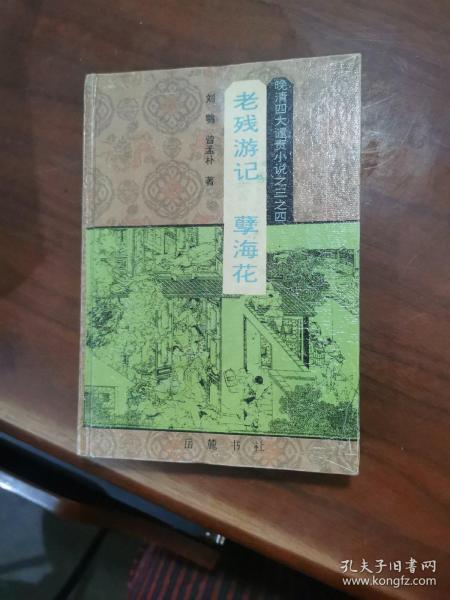 晚清四大谴责小说之三之四
老残游记 孽海花
刘鹗 曾孟朴 著
岳麓书社
孔夫子旧书网
www.kongfz.com